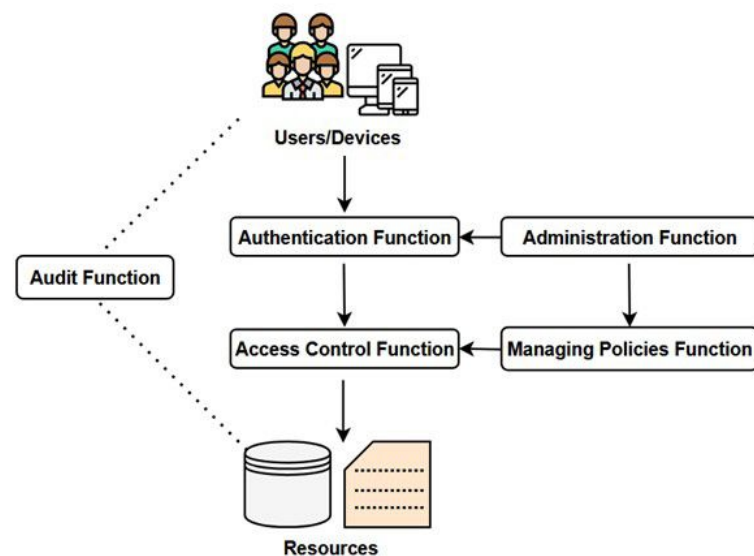 Users/Devices
Authentication Function
Administration Function
Audit Function
Access Control Function
Managing Policies Function
Resources